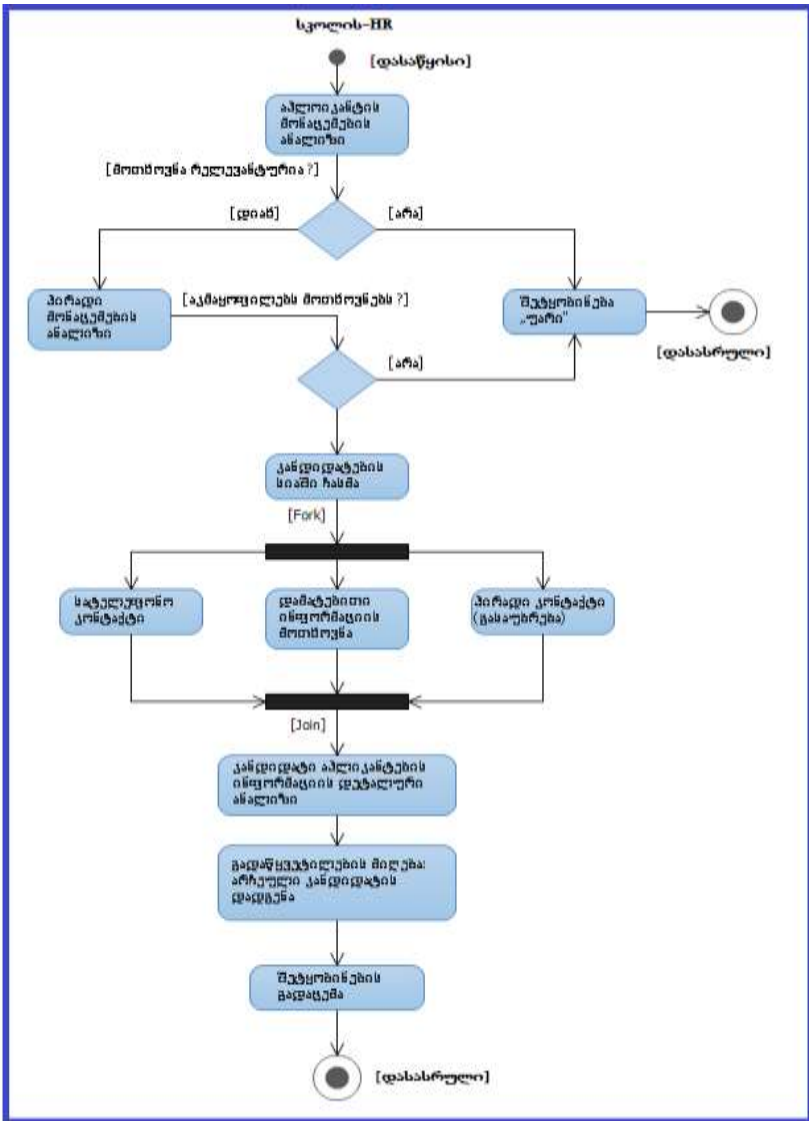 სკოლის-HR
[დასაწყისი]
აპლიკანტის
მონაცემების
ანალიზი
[მოთხოვნა რელევანტურია?]
[დიახ]
[არა]
პირადი
მონაცემების
ანალიზი
[აკმაყოფილებს მოთხოვნებს?]
შეტყობინება
„უარი“
[დასასრული]
[არა]
კანდიდატების
სიაში ჩასმა
[Fork]
სატელეფონო
კონტაქტი
დამატებითი
ინფორმაციის
მოთხოვნა
პირადი კონტაქტი
(გასაუბრება)
[Join]
კანდიდატი აპლიკანტების
ინფორმაციის დეტალური
ანალიზი
გადაწყვეტილების მიღება:
არჩეული კანდიდატის
დადგენა
შეტყობინების
გადაცემა
[დასასრული]